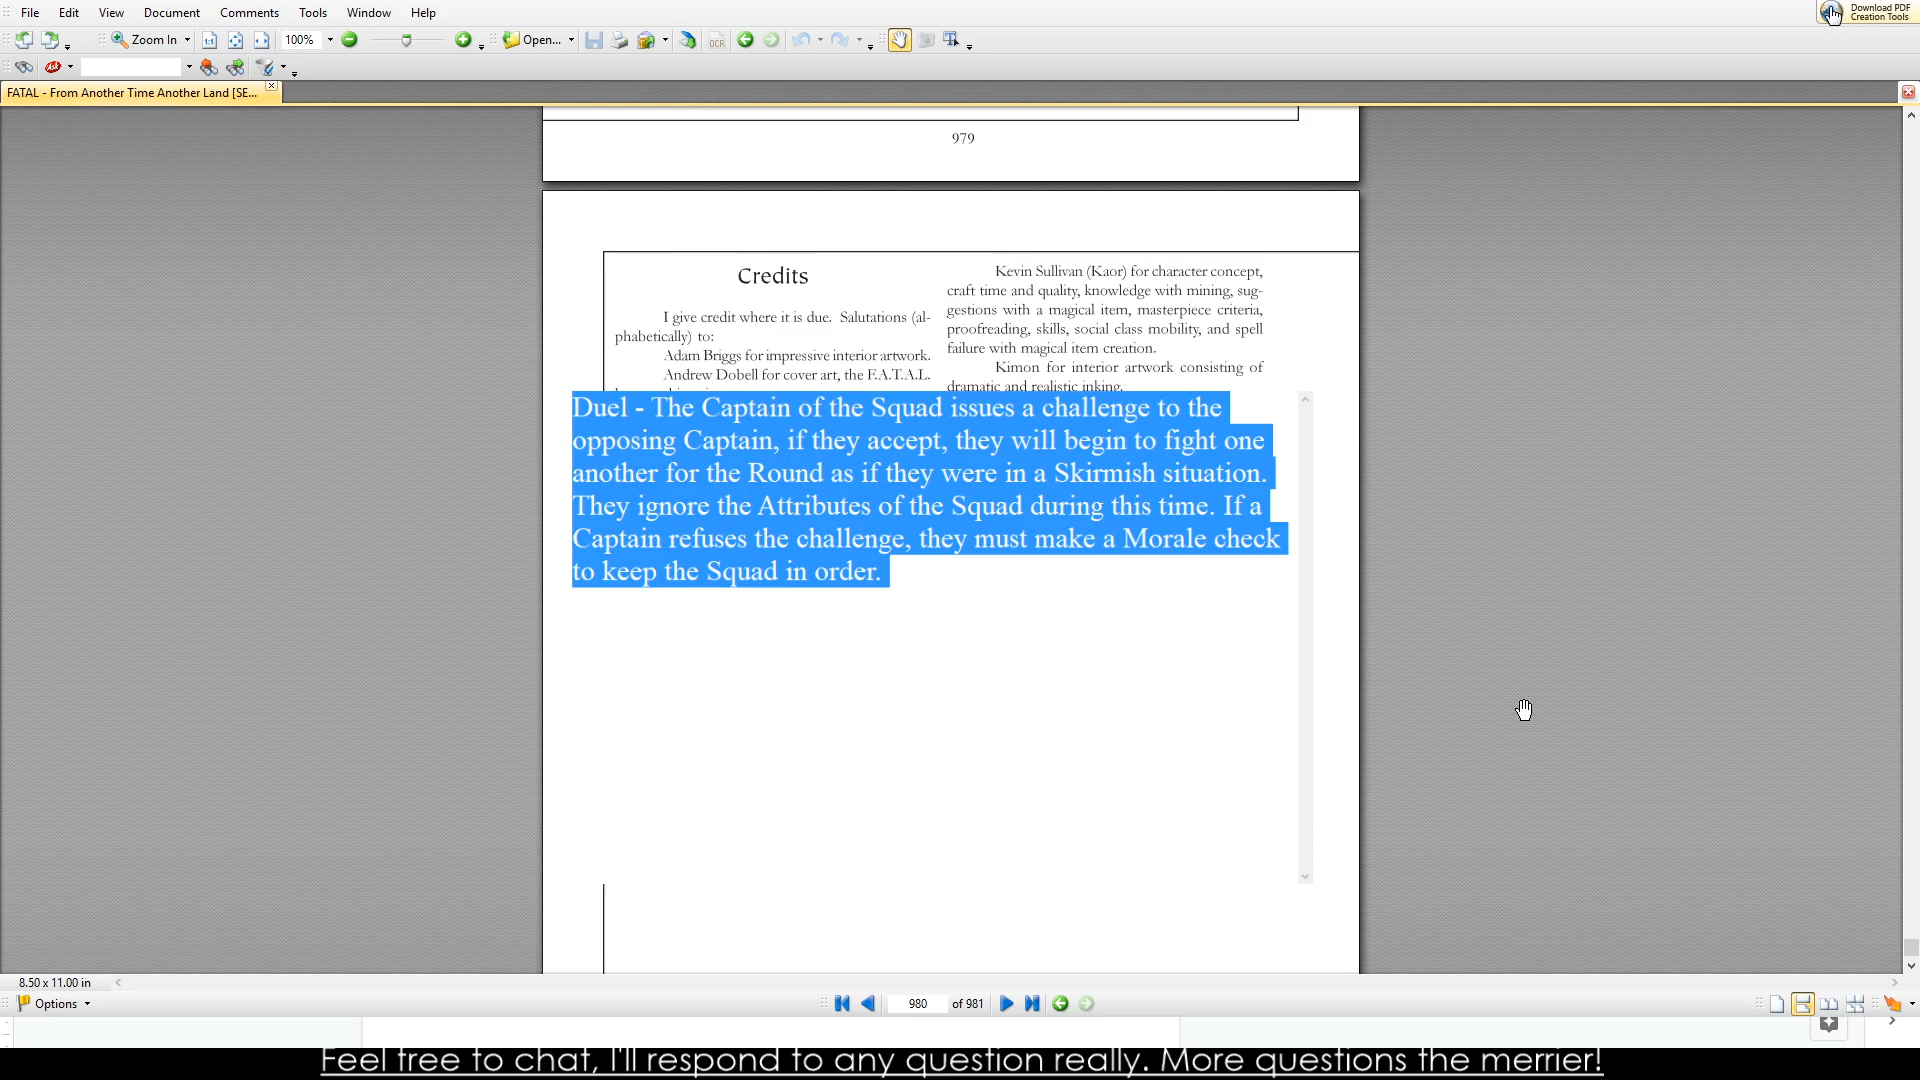 File Edit View Document Comments Tools Window Help
Download PDF
Creation Tools
Zoom In 100% Open... OCR
Ask
FATAL - From Another Time Another Land [SE...
979
Credits
I give credit where it is due. Salutations (al-
phabetically) to:
Adam Briggs for impressive interior artwork.
Andrew Dobell for cover art, the F.A.T.A.L.
Kevin Sullivan (Kaor) for character concept,
craft time and quality, knowledge with mining, sug-
gestions with a magical item, masterpiece criteria,
proofreading, skills, social class mobility, and spell
failure with magical item creation.
Kimon for interior artwork consisting of
dramatic and realistic inking.
Duel - The Captain of the Squad issues a challenge to the
opposing Captain, if they accept, they will begin to fight one
another for the Round as if they were in a Skirmish situation.
They ignore the Attributes of the Squad during this time. If a
Captain refuses the challenge, they must make a Morale check
to keep the Squad in order.
8.50 x 11.00 in
Options 980 of 981
Feel free to chat, I'll respond to any question really. More questions the merrier!